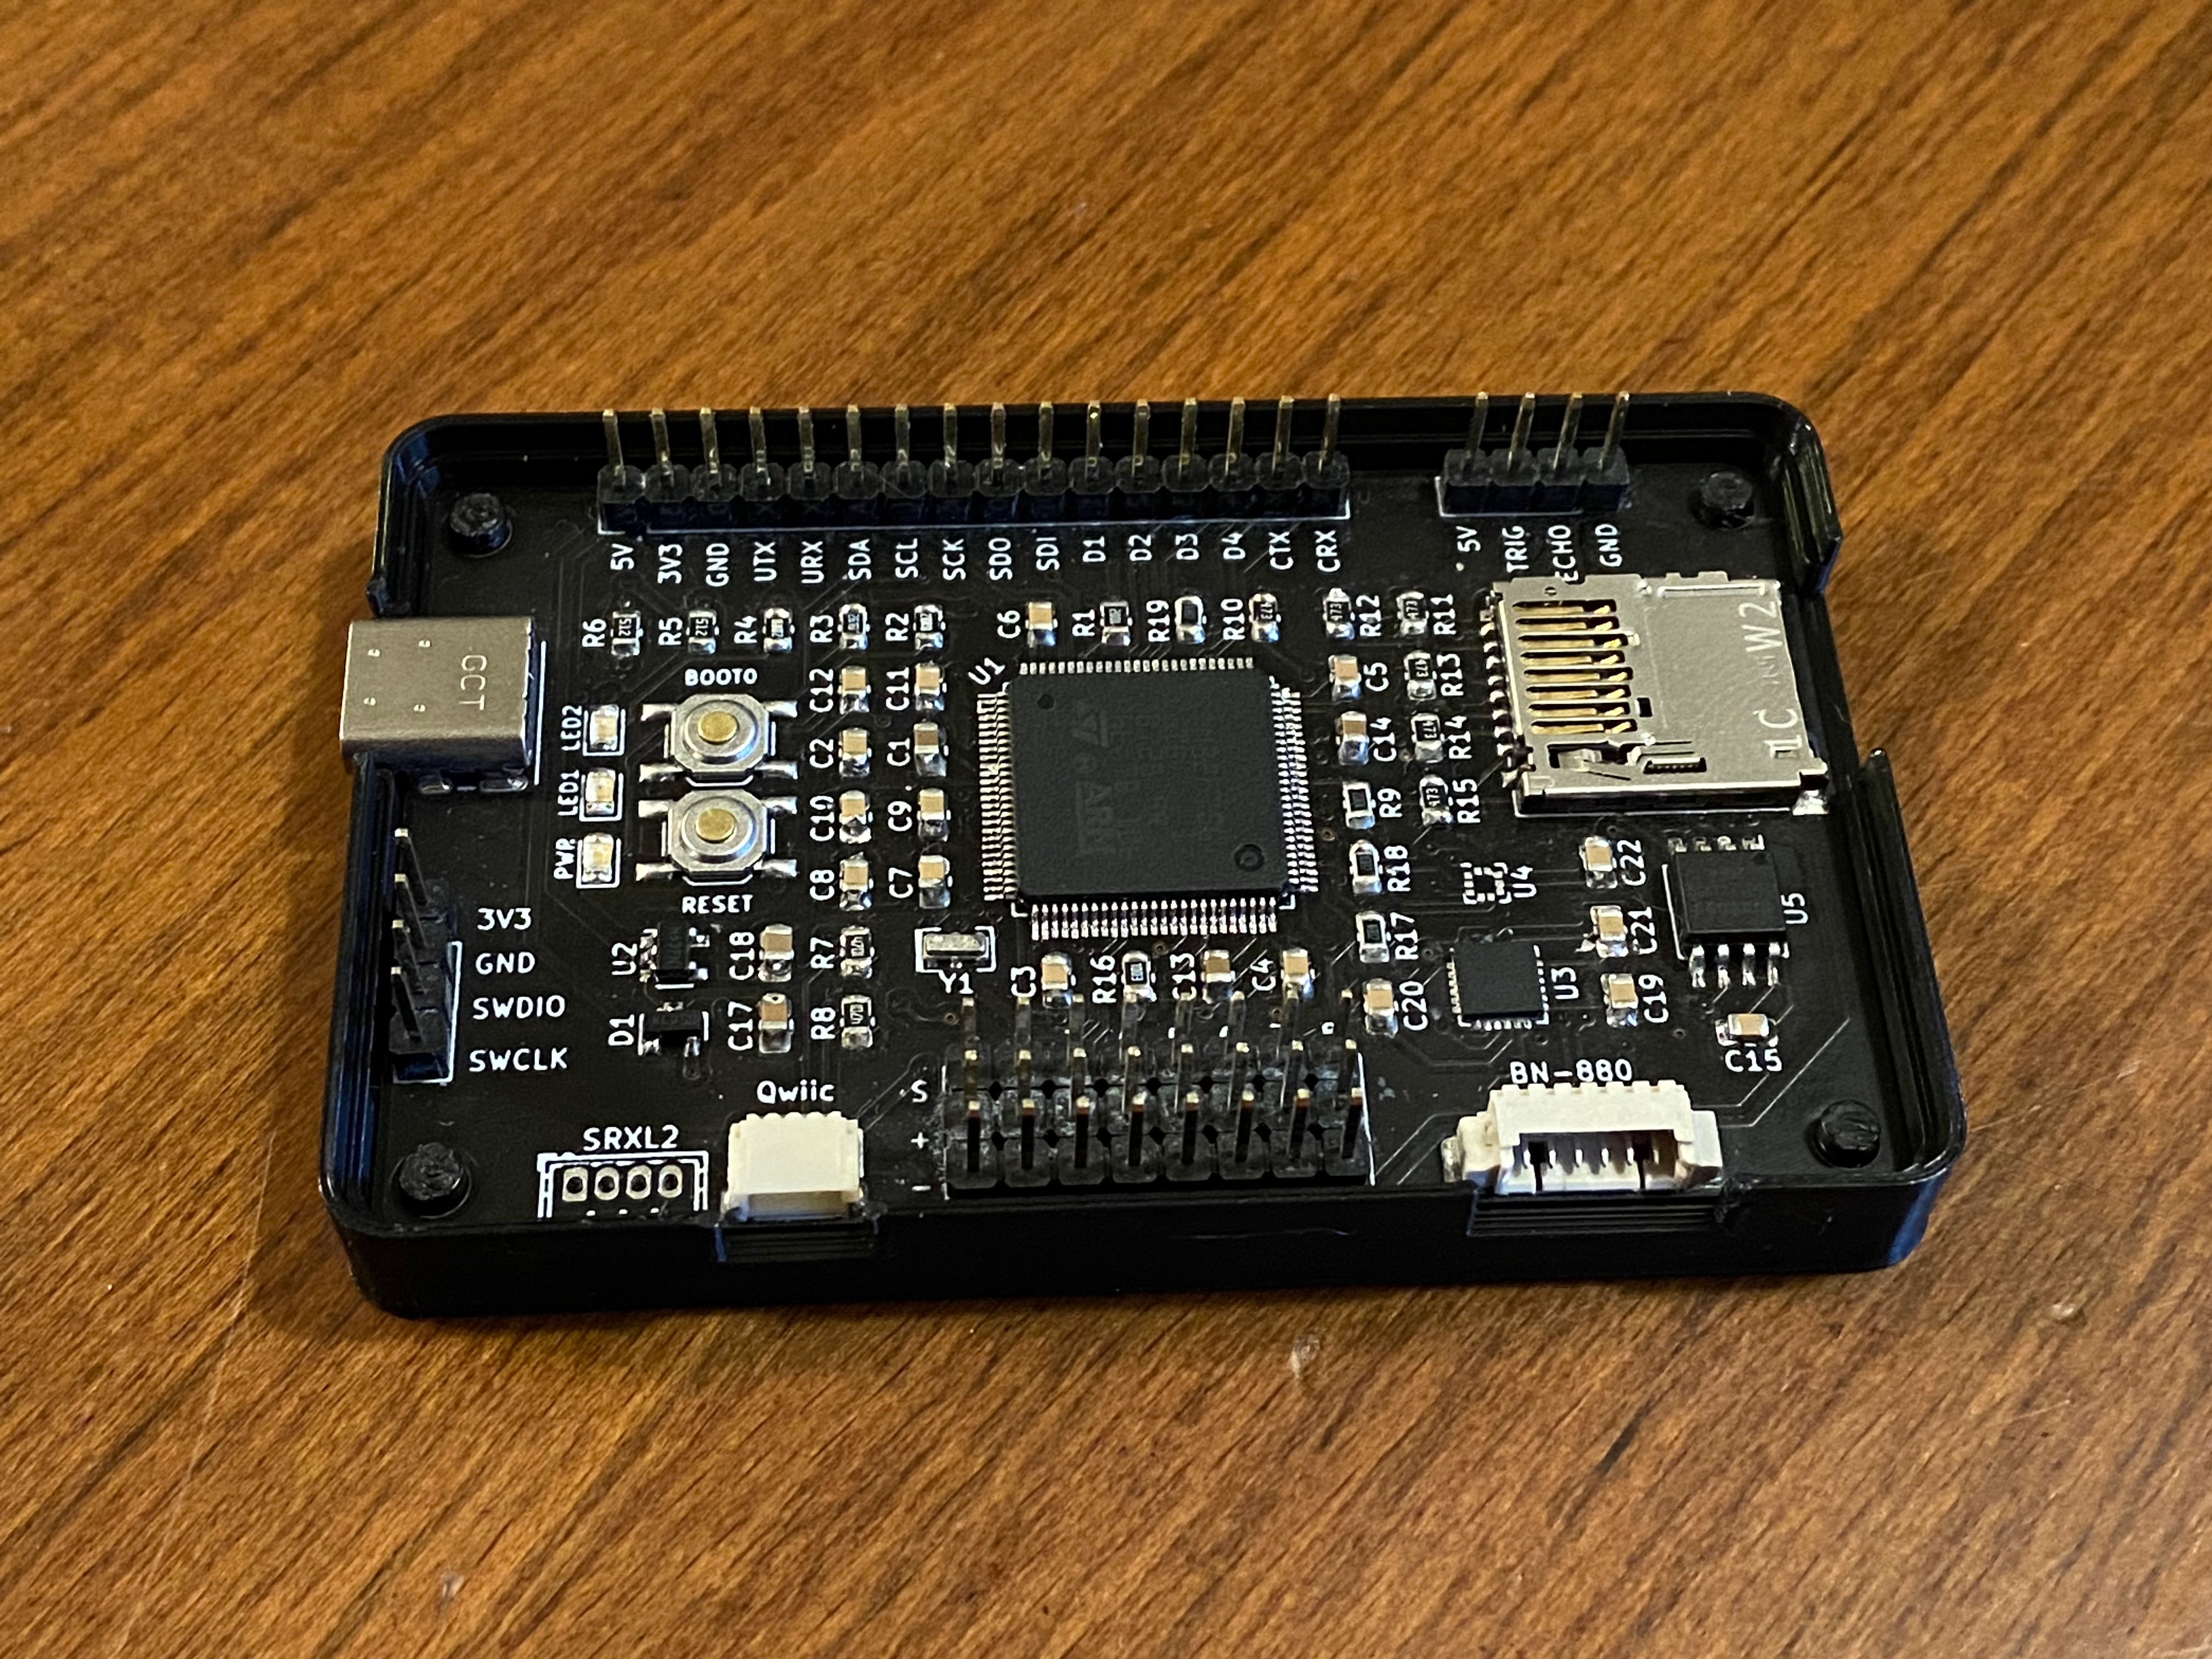 5V
3V3
GND
UTX
URX
SDA
SCL
SCK
SDO
SDI
D1
D2
D3
D4
CTX
CRX
5V
TRIG
ECHO
GND
R6
R5
R4
R3
R2
C6
R1
R19
R10
R12
R11
GCT
BOOT0
C12
C11
U1
C5
R13
W2
1C
LED2
C2
C1
C14
R14
LED1
C10
C9
ARM
R9
R15
PWR
C8
C7
R18
U4
C22
U5
RESET
3V3
GND
SWDIO
SWCLK
U2
C18
R7
Y1
C3
R16
C13
C4
R17
C20
U3
C21
C19
C15
D1
C17
R8
Qwiic
S
+
-
BN-880
SRXL2